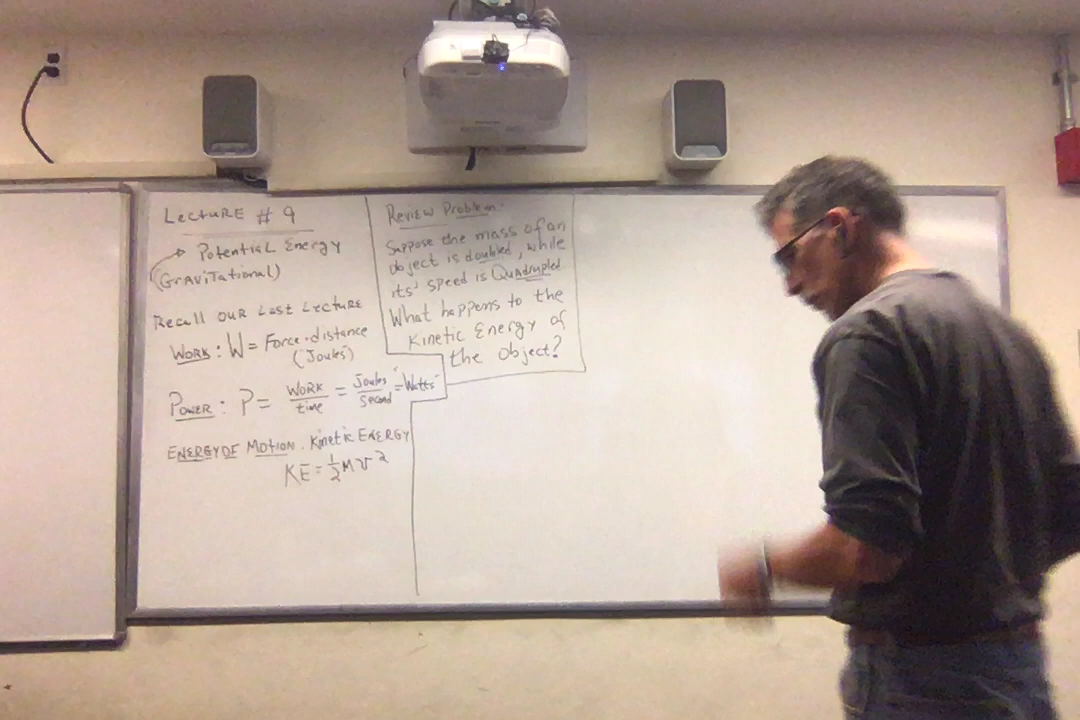 LECTURE # 9
Potential Energy
(GRAVITational)
Recall OUR LAST LECTURE
WORK: W = Force · distance
(Joules)
POWER: P = WORK/time = Joules/Second = "Watts"
ENERGY OF MOTION. Kinetic ENERGY
KE = 1/2 M v²
Review Problem:
Suppose the mass of an
object is doubled, while
its' speed is Quadrupled.
What happens to the
Kinetic Energy of
the object?